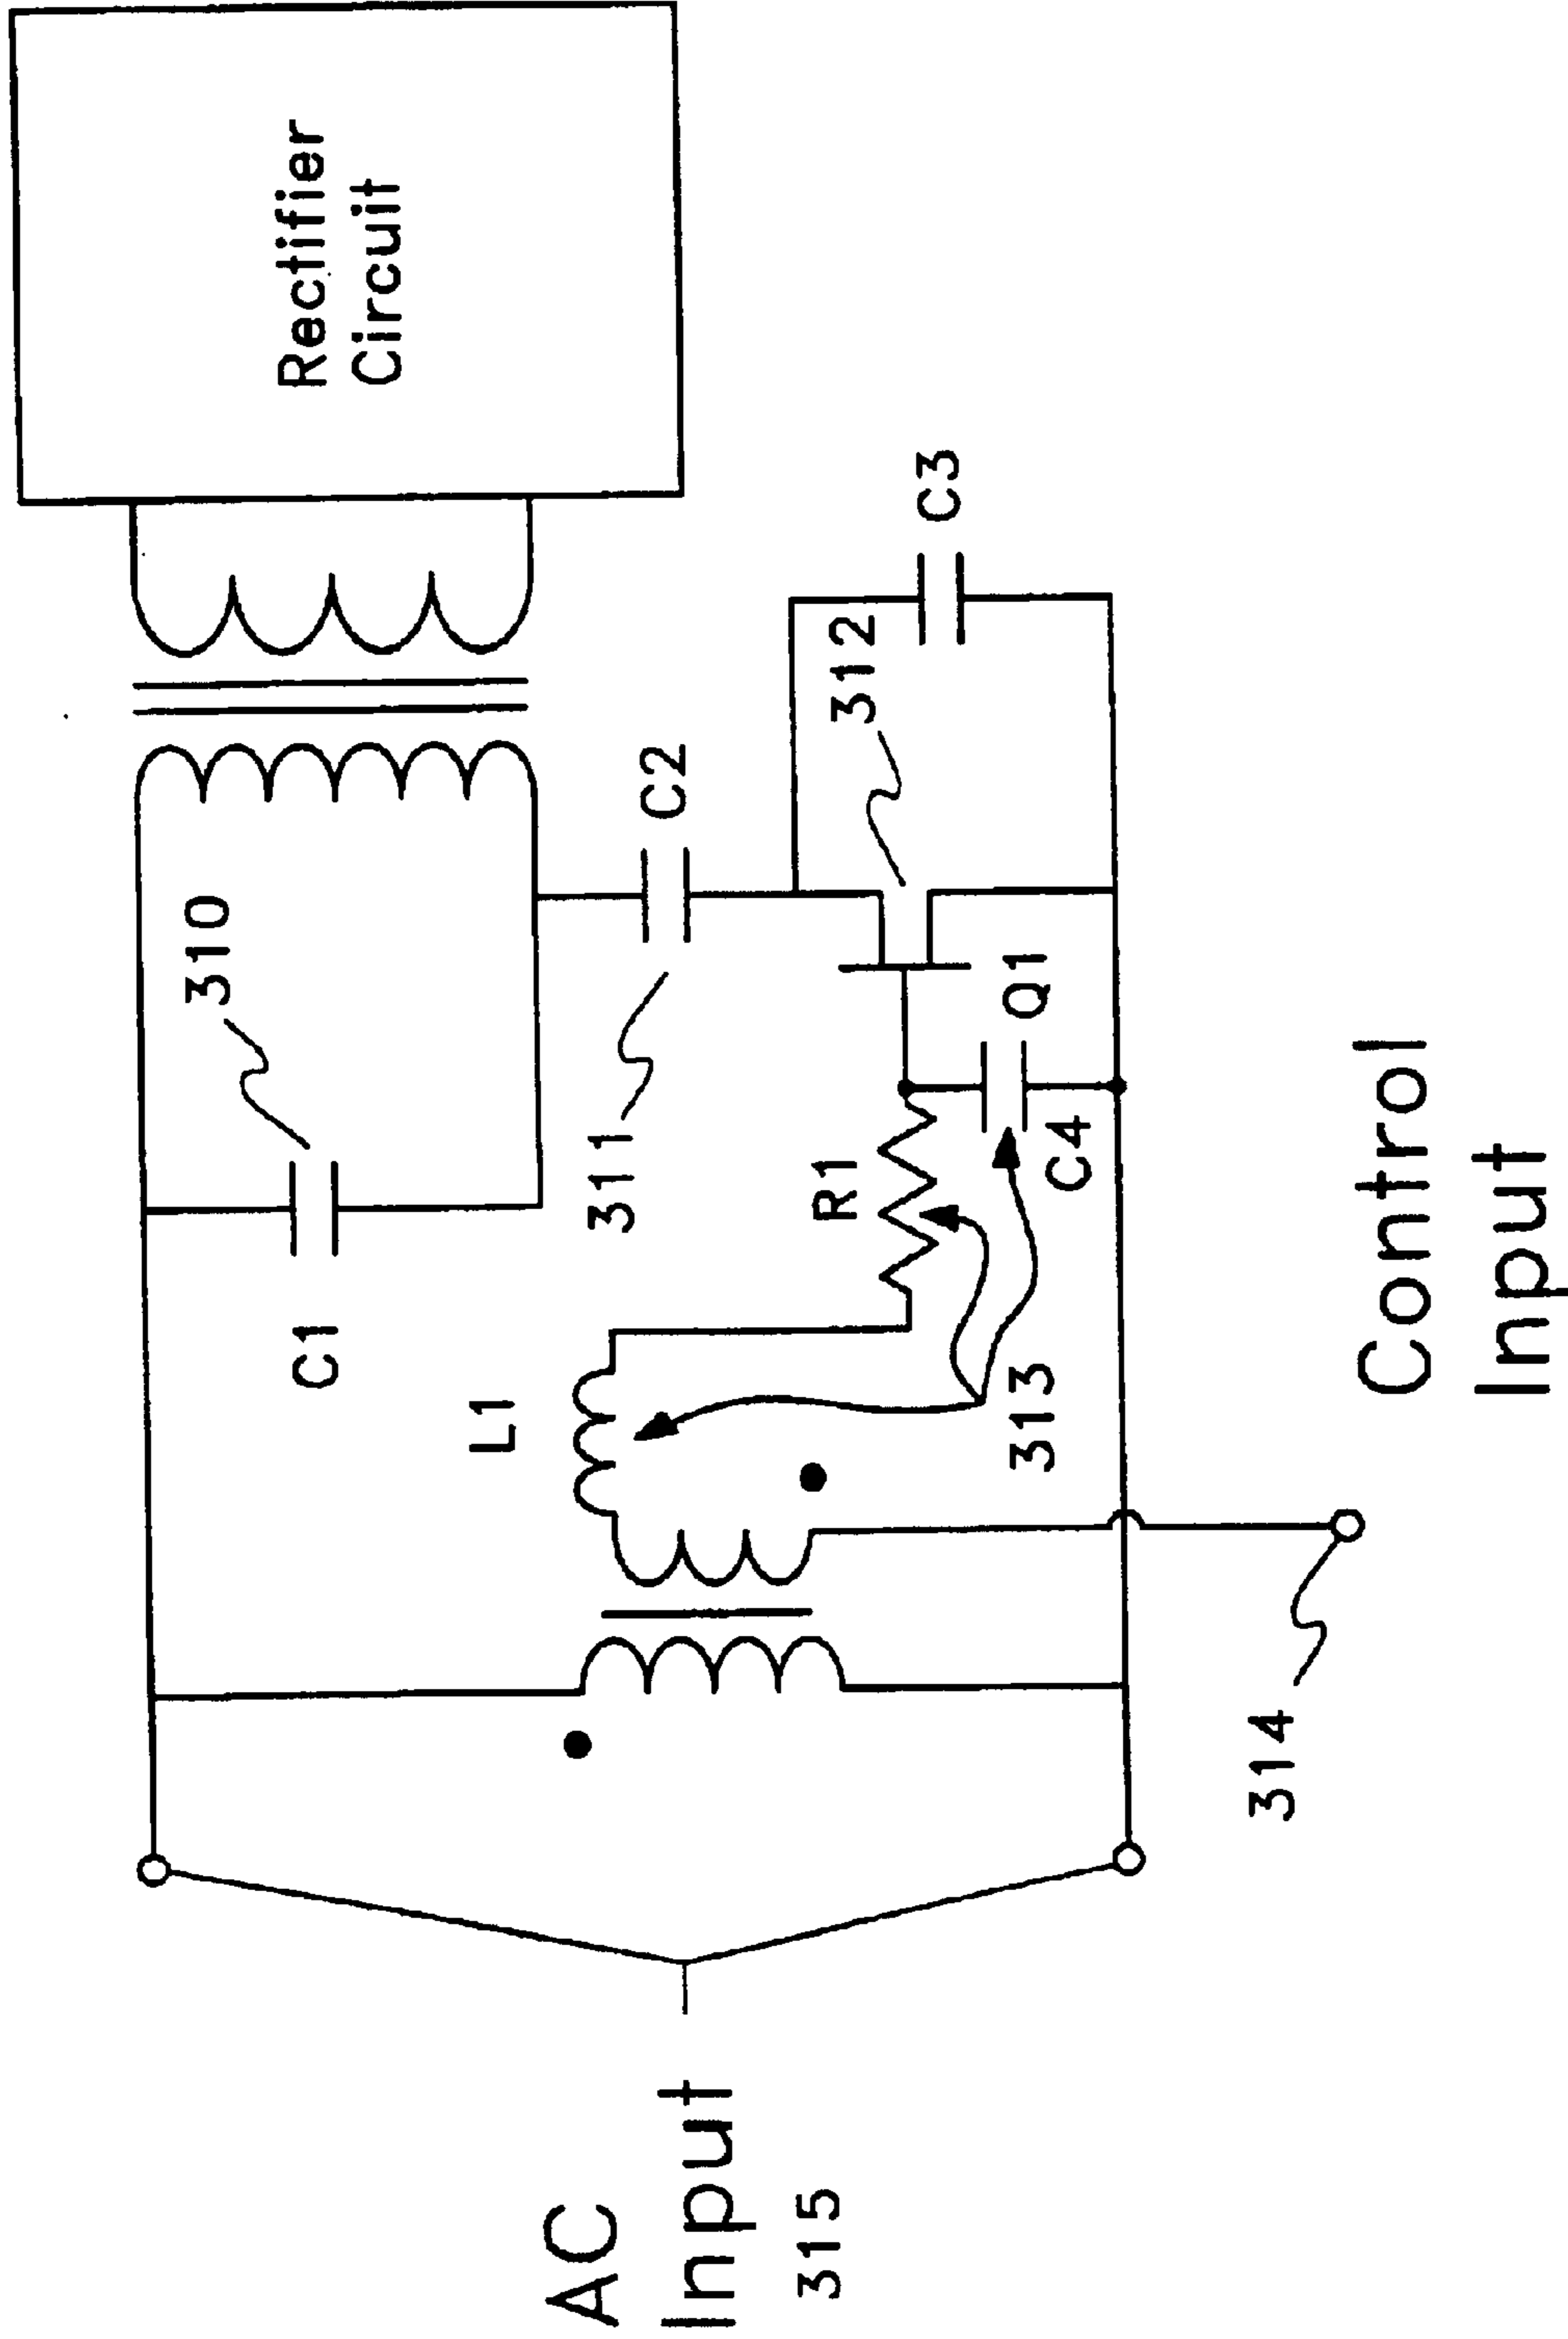 Rectifier
Circuit
310
C1
C2
311
312
C3
L1
R1
313
C4
Q1
AC
Input
315
314
Control
Input